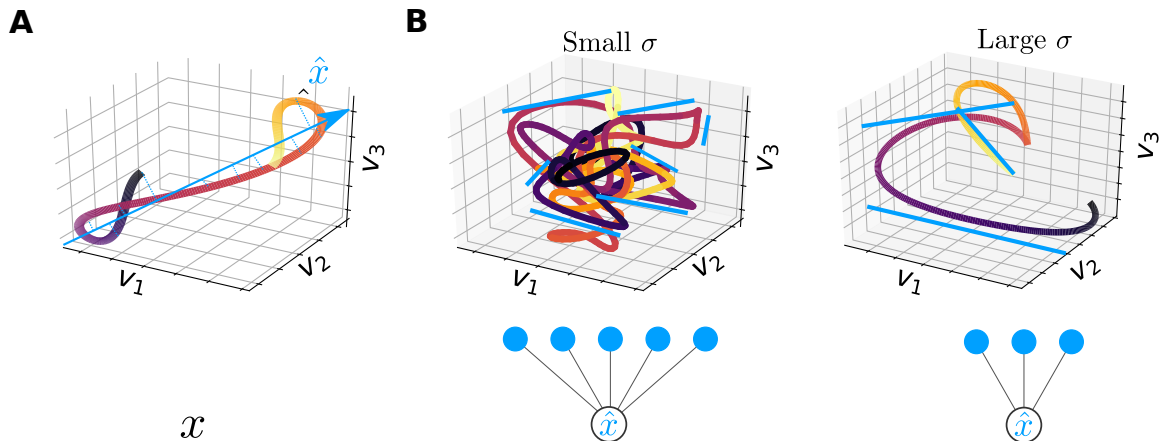 A
B
Small σ
Large σ
x̂
^
v₃
v₃
v₃
v₂
v₂
v₂
v₁
v₁
v₁
x
x̂
x̂